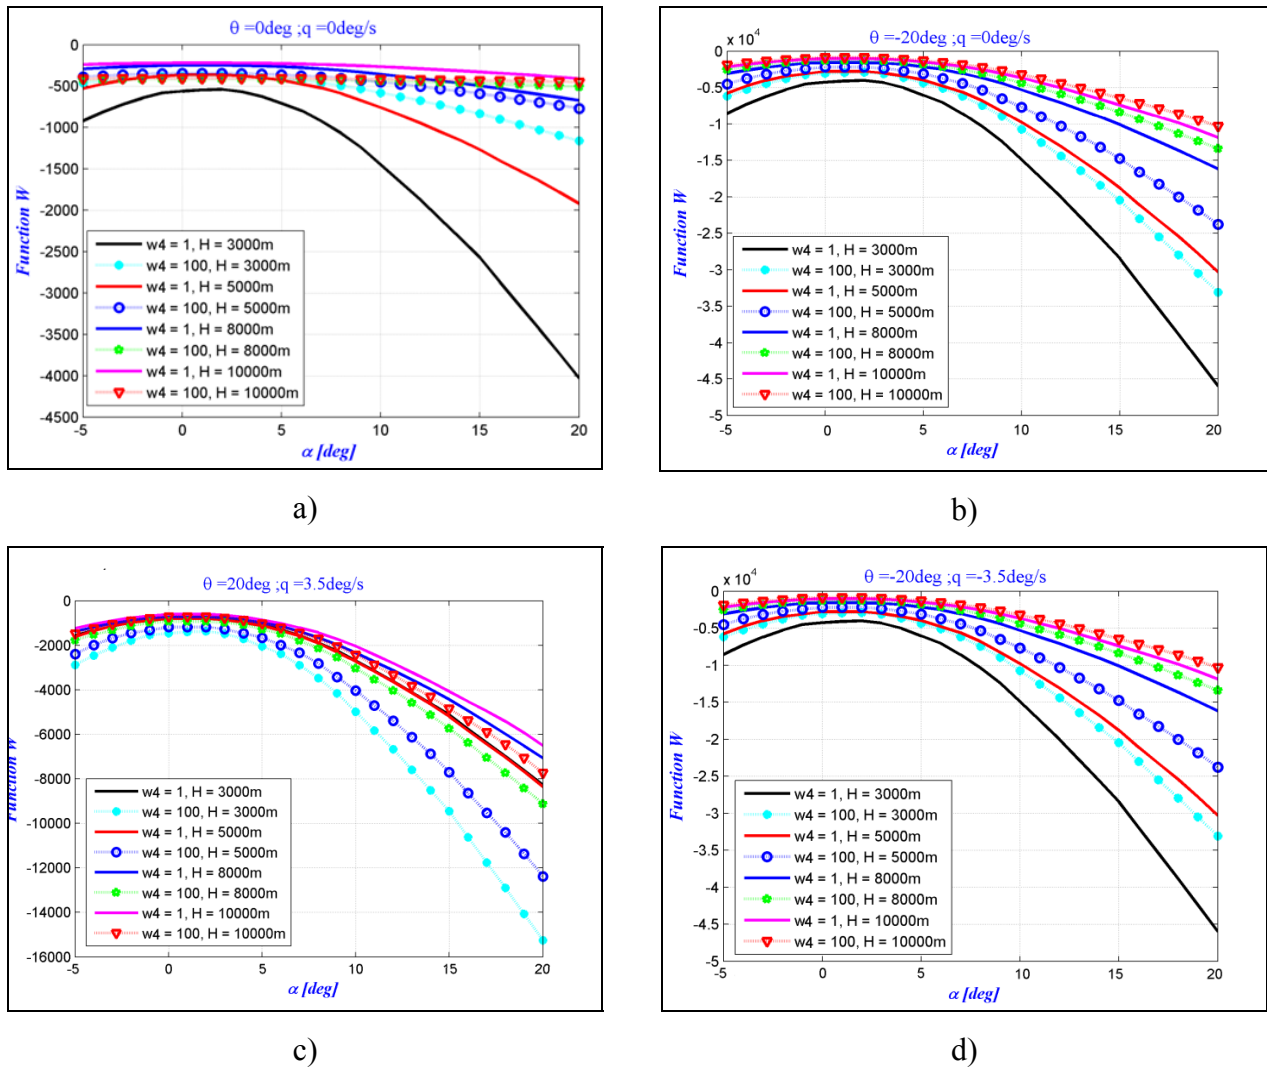 θ =0deg ;q =0deg/s
0
-500
-1000
-1500
-2000
-2500
-3000
-3500
-4000
-4500
Function W
w4 = 1, H = 3000m
w4 = 100, H = 3000m
w4 = 1, H = 5000m
w4 = 100, H = 5000m
w4 = 1, H = 8000m
w4 = 100, H = 8000m
w4 = 1, H = 10000m
w4 = 100, H = 10000m
-5 0 5 10 15 20
α [deg]
a)
x 10⁴
θ =-20deg ;q =0deg/s
0
-0.5
-1
-1.5
-2
-2.5
-3
-3.5
-4
-4.5
-5
Function W
w4 = 1, H = 3000m
w4 = 100, H = 3000m
w4 = 1, H = 5000m
w4 = 100, H = 5000m
w4 = 1, H = 8000m
w4 = 100, H = 8000m
w4 = 1, H = 10000m
w4 = 100, H = 10000m
-5 0 5 10 15 20
α [deg]
b)
θ =20deg ;q =3.5deg/s
0
-2000
-4000
-6000
-8000
-10000
-12000
-14000
-16000
Function W
w4 = 1, H = 3000m
w4 = 100, H = 3000m
w4 = 1, H = 5000m
w4 = 100, H = 5000m
w4 = 1, H = 8000m
w4 = 100, H = 8000m
w4 = 1, H = 10000m
w4 = 100, H = 10000m
-5 0 5 10 15 20
α [deg]
c)
x 10⁴
θ =-20deg ;q =-3.5deg/s
0
-0.5
-1
-1.5
-2
-2.5
-3
-3.5
-4
-4.5
-5
Function W
w4 = 1, H = 3000m
w4 = 100, H = 3000m
w4 = 1, H = 5000m
w4 = 100, H = 5000m
w4 = 1, H = 8000m
w4 = 100, H = 8000m
w4 = 1, H = 10000m
w4 = 100, H = 10000m
-5 0 5 10 15 20
α [deg]
d)